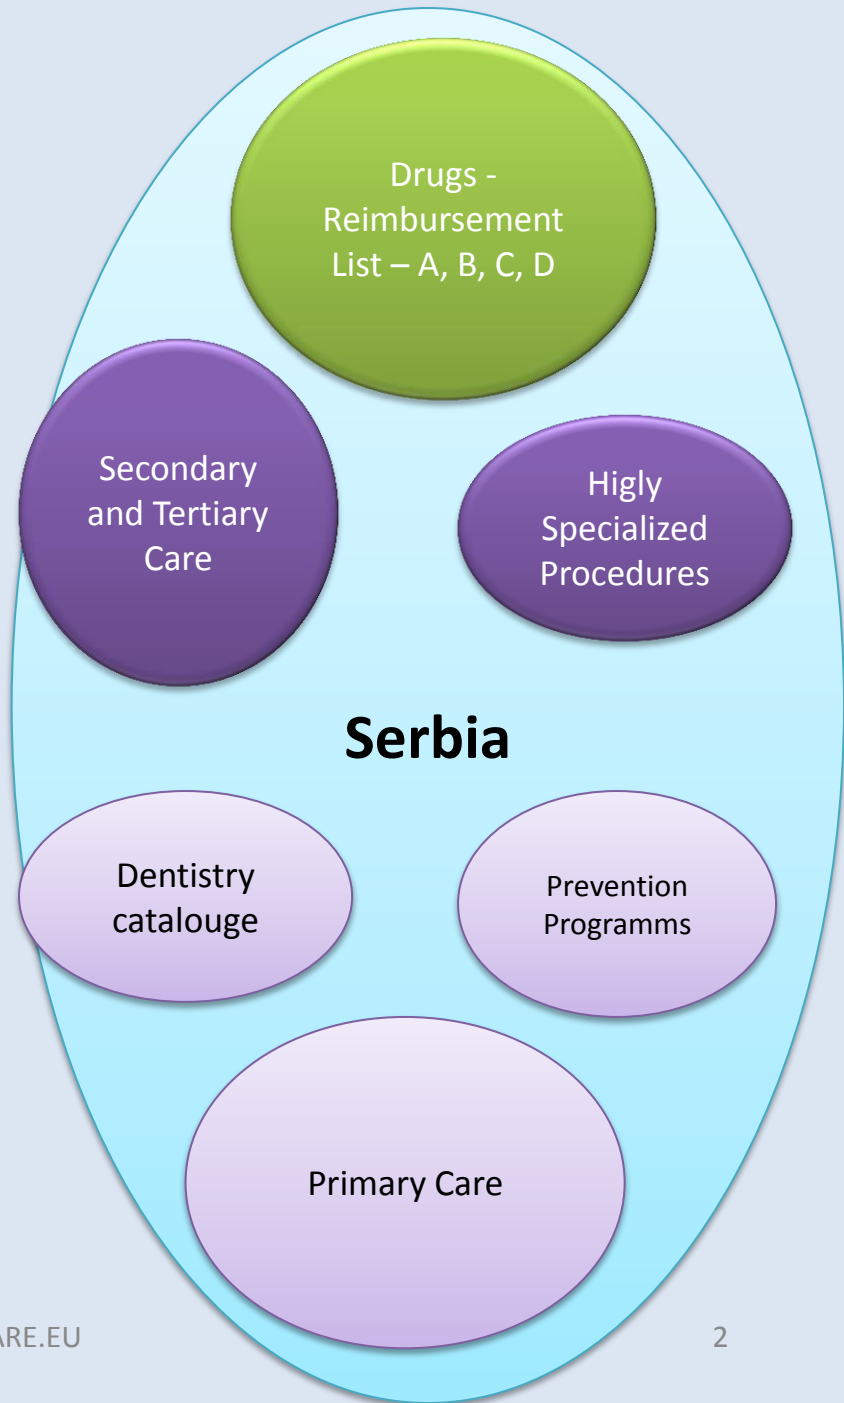 Drugs -
Reimbursement
List – A, B, C, D
Secondary
and Tertiary
Care
Higly
Specialized
Procedures
Serbia
Dentistry
catalouge
Prevention
Programms
Primary Care
ARE.EU
2